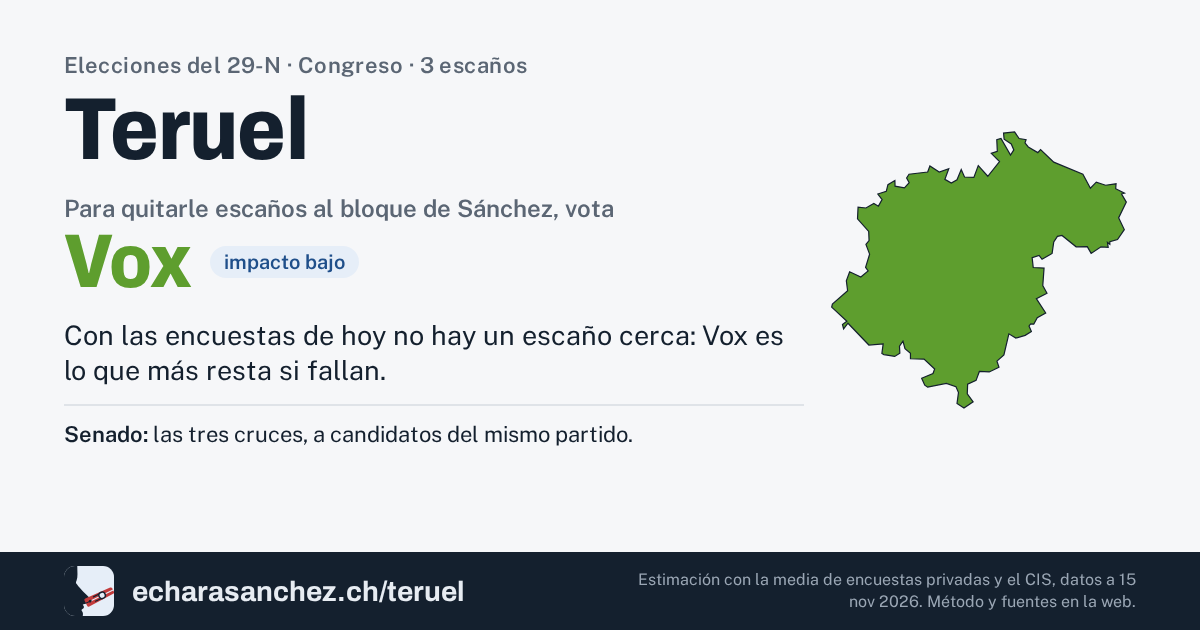 Elecciones del 29-N · Congreso · 3 escaños
Teruel
Para quitarle escaños al bloque de Sánchez, vota
Vox
impacto bajo
Con las encuestas de hoy no hay un escaño cerca: Vox es
lo que más resta si fallan.
Senado: las tres cruces, a candidatos del mismo partido.
echarasanchez.ch/teruel
Estimación con la media de encuestas privadas y el CIS, datos a 15
nov 2026. Método y fuentes en la web.